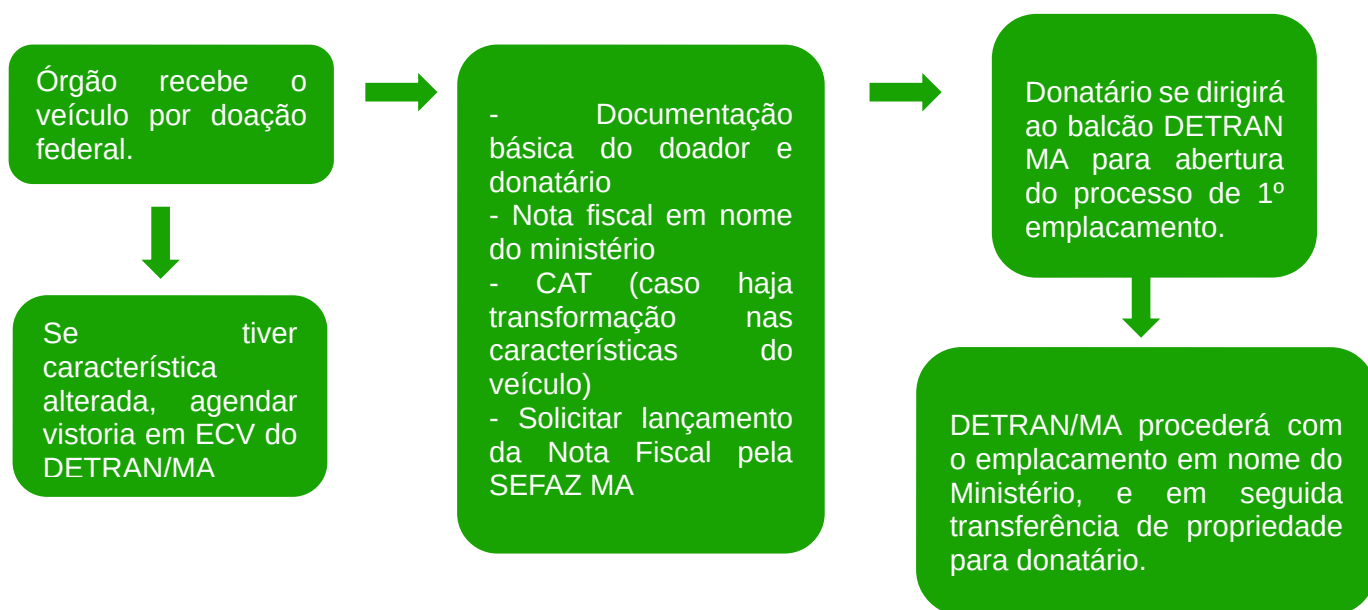 Órgão recebe o
veículo por doação
federal.
Se tiver
característica
alterada, agendar
vistoria em ECV do
DETRAN/MA
- Documentação
básica do doador e
donatário
- Nota fiscal em nome
do ministério
- CAT (caso haja
transformação nas
características do
veículo)
- Solicitar lançamento
da Nota Fiscal pela
SEFAZ MA
Donatário se dirigirá
ao balcão DETRAN
MA para abertura
do processo de 1º
emplacamento.
DETRAN/MA procederá com
o emplacamento em nome do
Ministério, e em seguida
transferência de propriedade
para donatário.